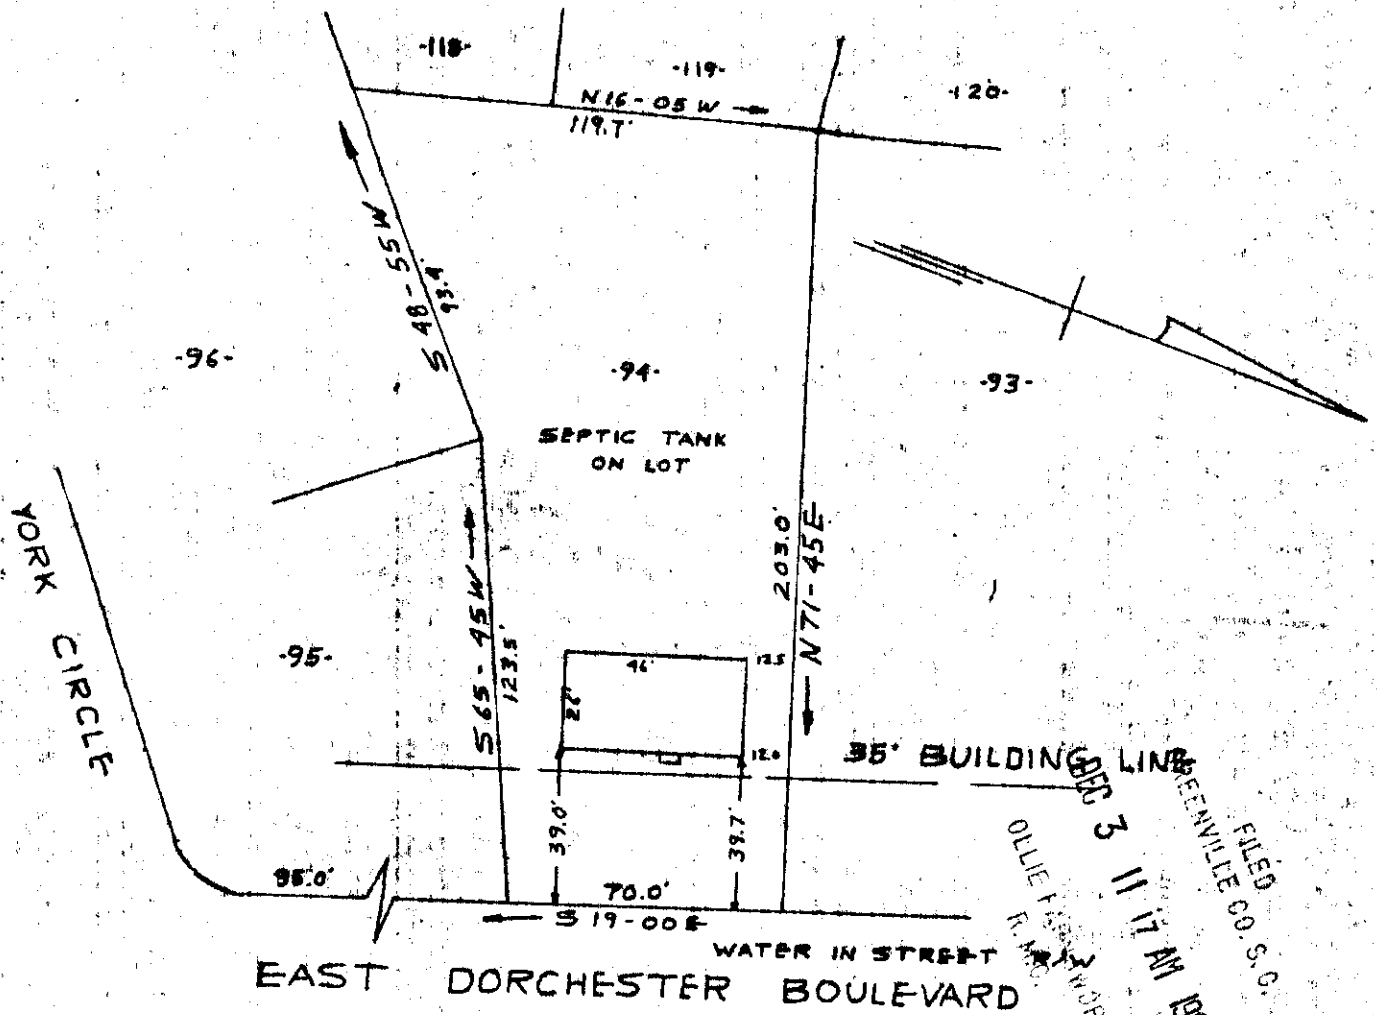 -118-
-119-
-120-
N 16-05 W
119.7'
S 48-55 W
93.4'
-96-
-94-
-93-
SEPTIC TANK
ON LOT
YORK CIRCLE
S 65-45 W
123.5'
203.0'
N 71-45 E
-95-
46'
12.5
26'
12.0
35' BUILDING LINE
39.0'
39.7'
95.0'
70.0'
S 19-00 E
WATER IN STREET R/W
EAST DORCHESTER BOULEVARD
FILED
GREENVILLE CO. S. C.
DEC 3 11 17 AM
OLLIE
R.M.C.